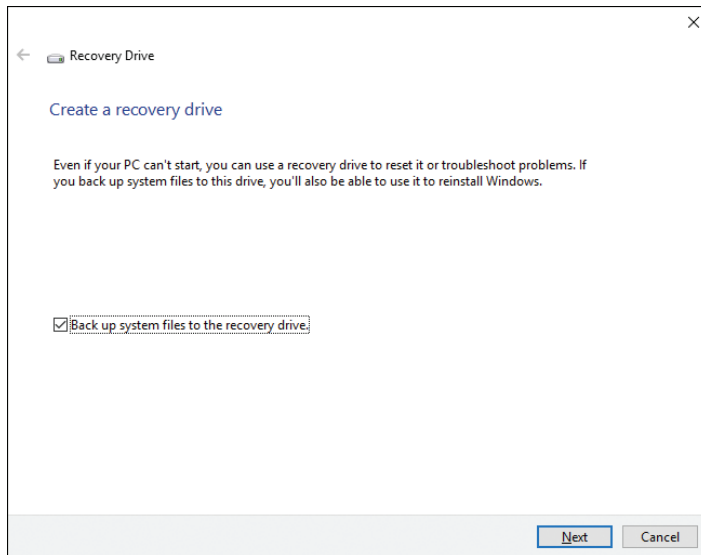 Recovery Drive
Create a recovery drive
Even if your PC can't start, you can use a recovery drive to reset it or troubleshoot problems. If
you back up system files to this drive, you'll also be able to use it to reinstall Windows.
Back up system files to the recovery drive.
Next Cancel